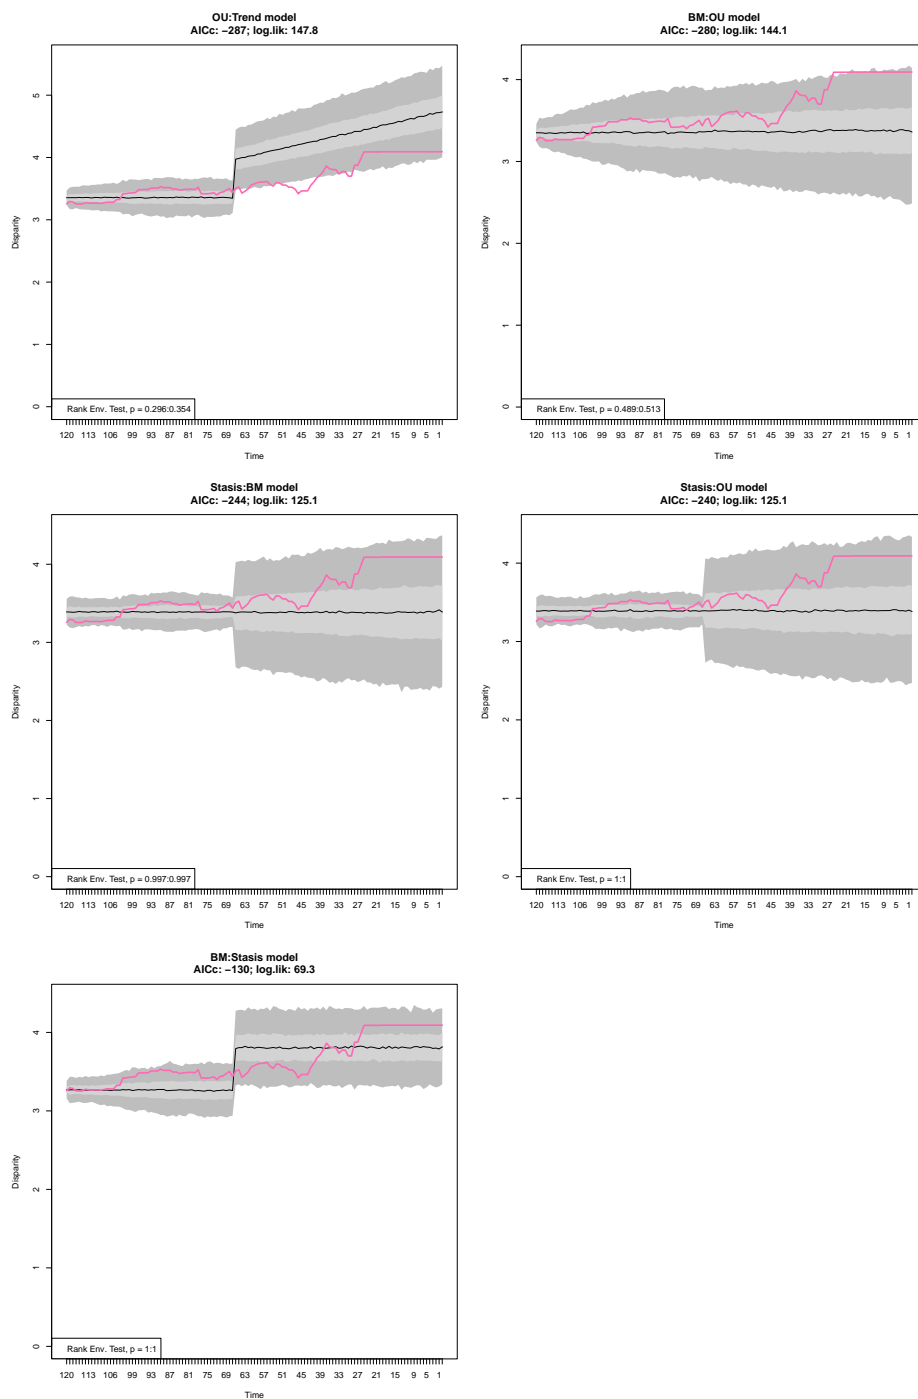 OU:Trend model
AICc: −287; log.lik: 147.8
Disparity
5
4
3
2
1
0
Rank Env. Test, p = 0.296:0.354
120 113 106 99 93 87 81 75 69 63 57 51 45 39 33 27 21 15 9 5 1
Time
BM:OU model
AICc: −280; log.lik: 144.1
Disparity
4
3
2
1
0
Rank Env. Test, p = 0.489:0.513
120 113 106 99 93 87 81 75 69 63 57 51 45 39 33 27 21 15 9 5 1
Time
Stasis:BM model
AICc: −244; log.lik: 125.1
Disparity
4
3
2
1
0
Rank Env. Test, p = 0.997:0.997
120 113 106 99 93 87 81 75 69 63 57 51 45 39 33 27 21 15 9 5 1
Time
Stasis:OU model
AICc: −240; log.lik: 125.1
Disparity
4
3
2
1
0
Rank Env. Test, p = 1:1
120 113 106 99 93 87 81 75 69 63 57 51 45 39 33 27 21 15 9 5 1
Time
BM:Stasis model
AICc: −130; log.lik: 69.3
Disparity
4
3
2
1
0
Rank Env. Test, p = 1:1
120 113 106 99 93 87 81 75 69 63 57 51 45 39 33 27 21 15 9 5 1
Time